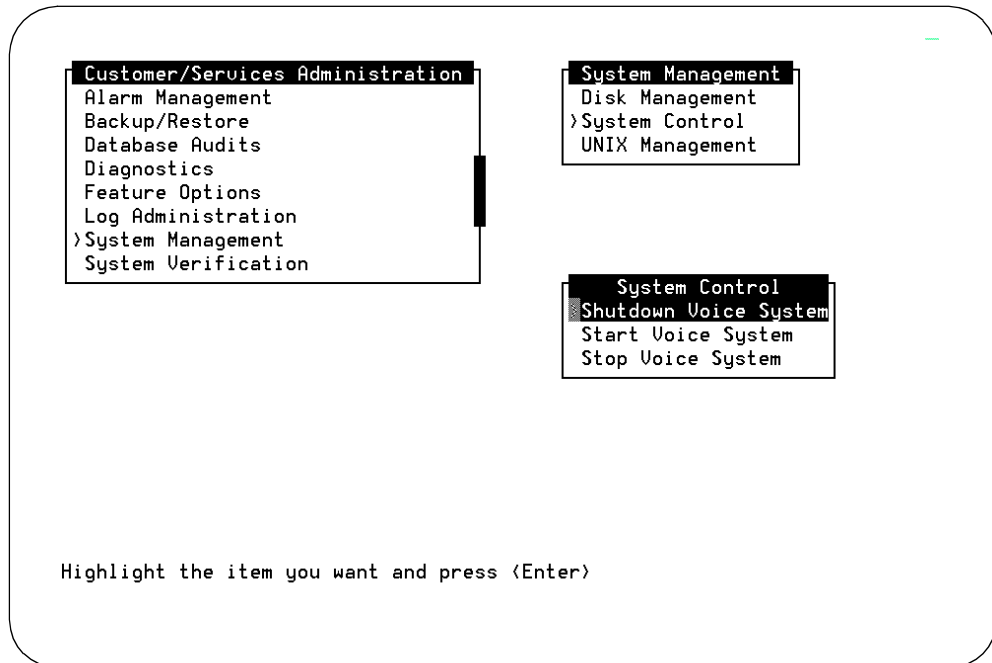 Customer/Services Administration
Alarm Management
Backup/Restore
Database Audits
Diagnostics
Feature Options
Log Administration
>System Management
System Verification
System Management
Disk Management
>System Control
UNIX Management
System Control
Shutdown Voice System
Start Voice System
Stop Voice System
Highlight the item you want and press <Enter>